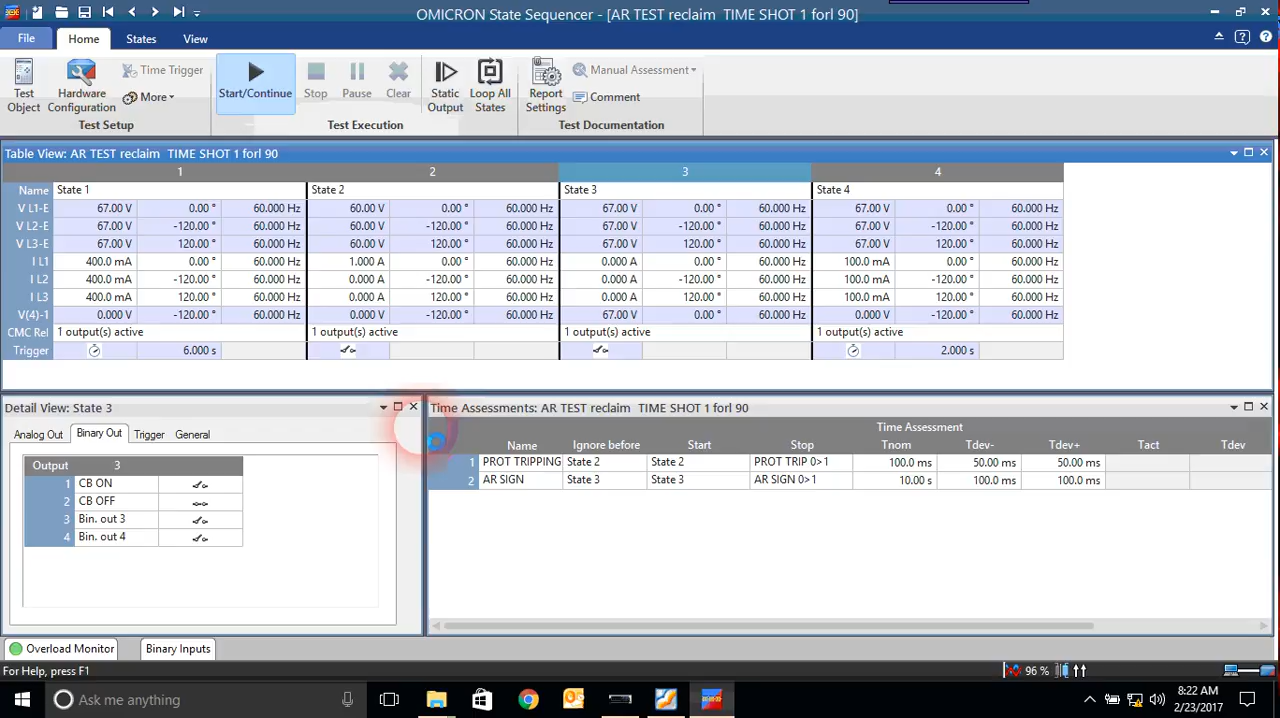 OMICRON State Sequencer - [AR TEST reclaim  TIME SHOT 1 forl 90]
File Home States View
Test Object
Hardware Configuration
Time Trigger
More
Test Setup
Start/Continue
Stop
Pause
Clear
Static Output
Loop All States
Test Execution
Report Settings
Manual Assessment
Comment
Test Documentation
Table View: AR TEST reclaim  TIME SHOT 1 forl 90
1 2 3 4
Name State 1 State 2 State 3 State 4
V L1-E 67.00 V 0.00 ° 60.000 Hz 60.00 V 0.00 ° 60.000 Hz 67.00 V 0.00 ° 60.000 Hz 67.00 V 0.00 ° 60.000 Hz
V L2-E 67.00 V -120.00 ° 60.000 Hz 67.00 V -120.00 ° 60.000 Hz 67.00 V -120.00 ° 60.000 Hz 67.00 V -120.00 ° 60.000 Hz
V L3-E 67.00 V 120.00 ° 60.000 Hz 67.00 V 120.00 ° 60.000 Hz 67.00 V 120.00 ° 60.000 Hz 67.00 V 120.00 ° 60.000 Hz
I L1 400.0 mA 0.00 ° 60.000 Hz 1.000 A 0.00 ° 60.000 Hz 0.000 A 0.00 ° 60.000 Hz 100.0 mA 0.00 ° 60.000 Hz
I L2 400.0 mA -120.00 ° 60.000 Hz 0.000 A -120.00 ° 60.000 Hz 0.000 A -120.00 ° 60.000 Hz 100.0 mA -120.00 ° 60.000 Hz
I L3 400.0 mA 120.00 ° 60.000 Hz 0.000 A 120.00 ° 60.000 Hz 0.000 A 120.00 ° 60.000 Hz 100.0 mA 120.00 ° 60.000 Hz
V(4)-1 0.000 V -120.00 ° 60.000 Hz 0.000 V -120.00 ° 60.000 Hz 67.00 V 0.00 ° 60.000 Hz 0.000 V -120.00 ° 60.000 Hz
CMC Rel 1 output(s) active 1 output(s) active 1 output(s) active 1 output(s) active
Trigger 6.000 s 2.000 s
Detail View: State 3
Analog Out Binary Out Trigger General
Output 3
1 CB ON
2 CB OFF
3 Bin. out 3
4 Bin. out 4
Time Assessments: AR TEST reclaim  TIME SHOT 1 forl 90
Time Assessment
Name Ignore before Start Stop Tnom Tdev- Tdev+ Tact Tdev
1 PROT TRIPPING State 2 State 2 PROT TRIP 0>1 100.0 ms 50.00 ms 50.00 ms
2 AR SIGN State 3 State 3 AR SIGN 0>1 10.00 s 100.0 ms 100.0 ms
Overload Monitor Binary Inputs
For Help, press F1
96 %
Ask me anything
8:22 AM
2/23/2017